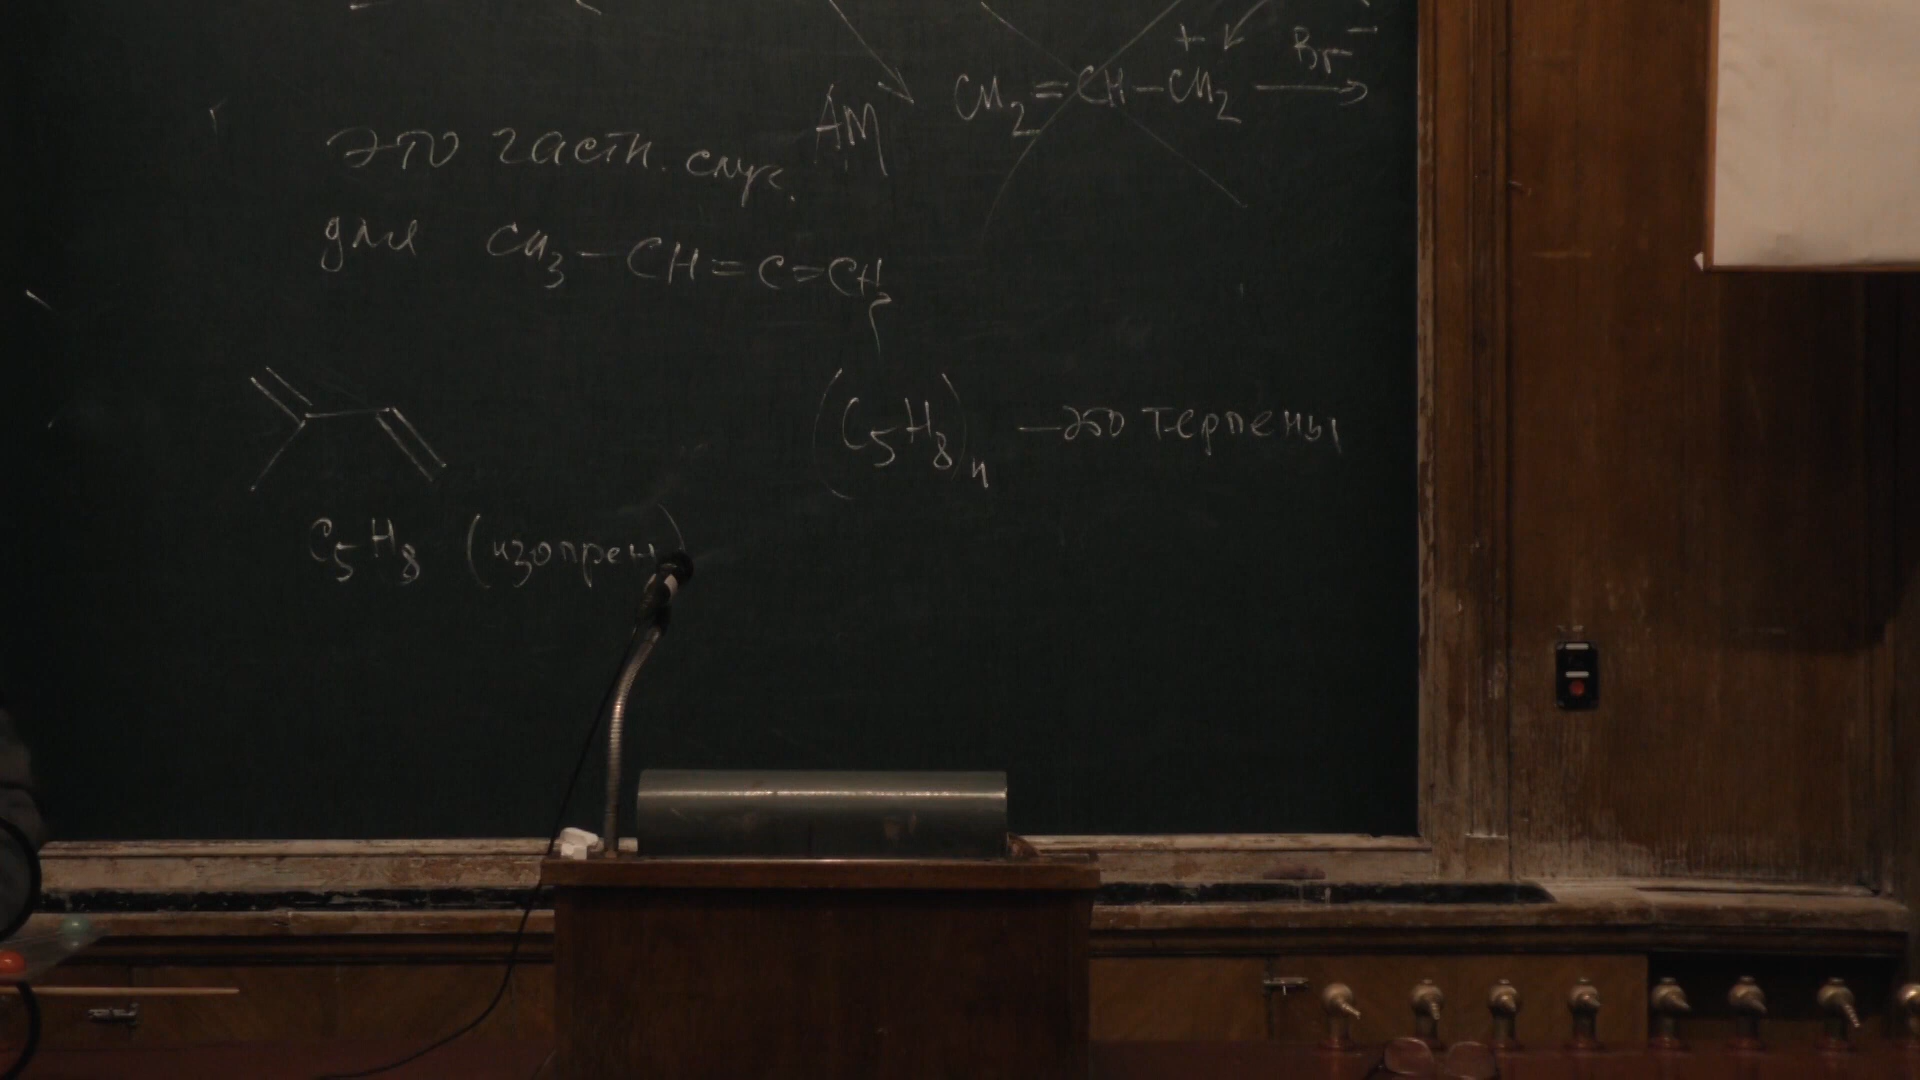 Br⁻
+
CH₂=CH–CH₂ →
AM
это частн. случ.
для CH₃–CH=C=CH₂
(C₅H₈)n – это терпены
C₅H₈ (изопрен)